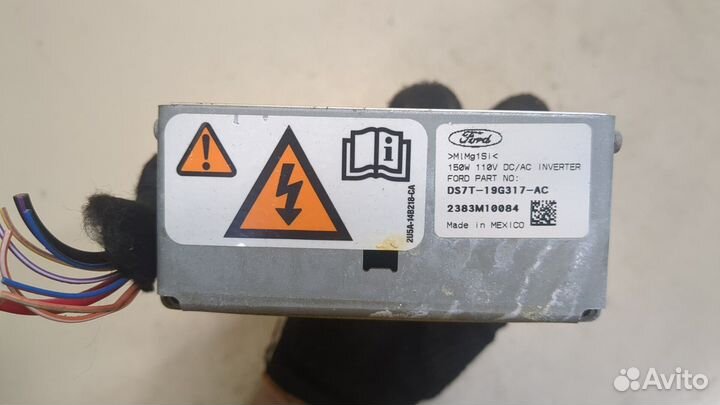 Ford
>MlMg1Si<
150W 110V DC/AC INVERTER
FORD PART NO:
DS7T-19G317-AC
2383M10084
Made in MEXICO
2U5A-14B218-CA
i
Avito